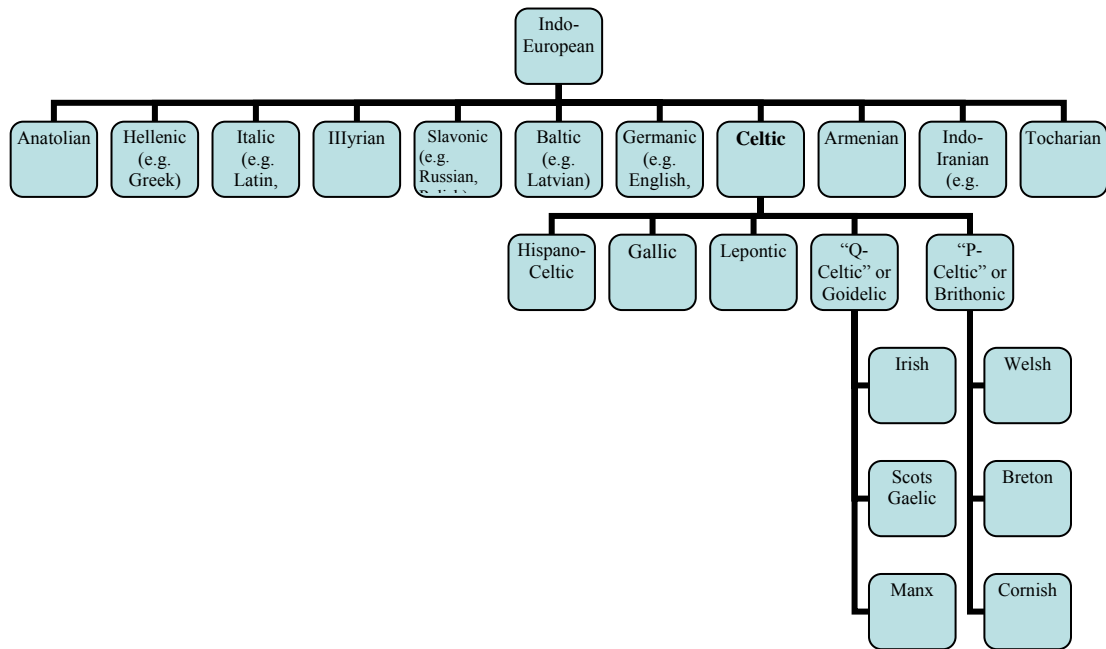 Indo-
European
Anatolian
Hellenic
(e.g.
Greek)
Italic
(e.g.
Latin,
IIIyrian
Slavonic
(e.g.
Russian,
Baltic
(e.g.
Latvian)
Germanic
(e.g.
English,
Celtic
Armenian
Indo-
Iranian
(e.g.
Tocharian
Hispano-
Celtic
Gallic
Lepontic
“Q-
Celtic” or
Goidelic
“P-
Celtic” or
Brithonic
Irish
Welsh
Scots
Gaelic
Breton
Manx
Cornish